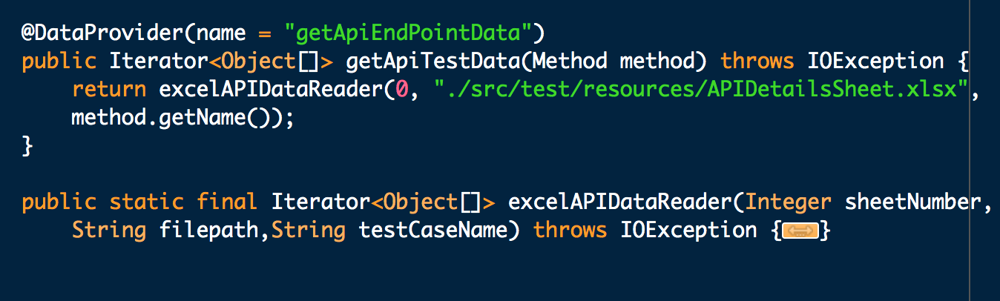 @DataProvider(name = "getApiEndPointData")
public Iterator<Object[]> getApiTestData(Method method) throws IOException {
    return excelAPIDataReader(0, "./src/test/resources/APIDetailsSheet.xlsx",
    method.getName());
}

public static final Iterator<Object[]> excelAPIDataReader(Integer sheetNumber,
    String filepath,String testCaseName) throws IOException {}